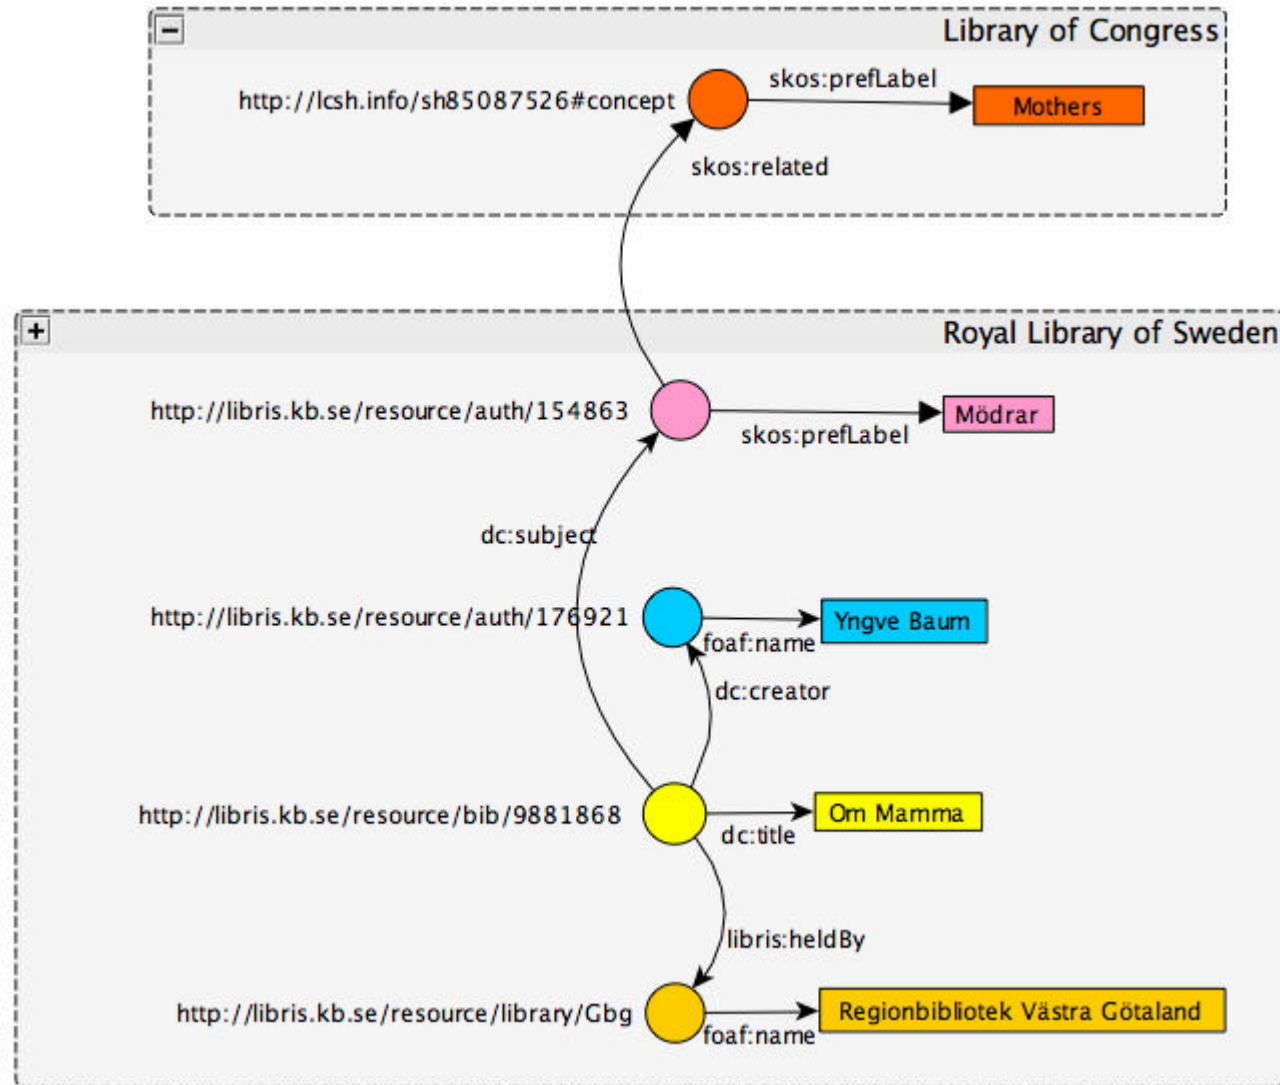 Library of Congress
skos:prefLabel
http://lcsh.info/sh85087526#concept
Mothers
skos:related
Royal Library of Sweden
http://libris.kb.se/resource/auth/154863
Mödrar
skos:prefLabel
dc:subject
http://libris.kb.se/resource/auth/176921
Yngve Baum
foaf:name
dc:creator
http://libris.kb.se/resource/bib/9881868
Om Mamma
dc:title
libris:heldBy
http://libris.kb.se/resource/library/Gbg
Regionbibliotek Västra Götaland
foaf:name